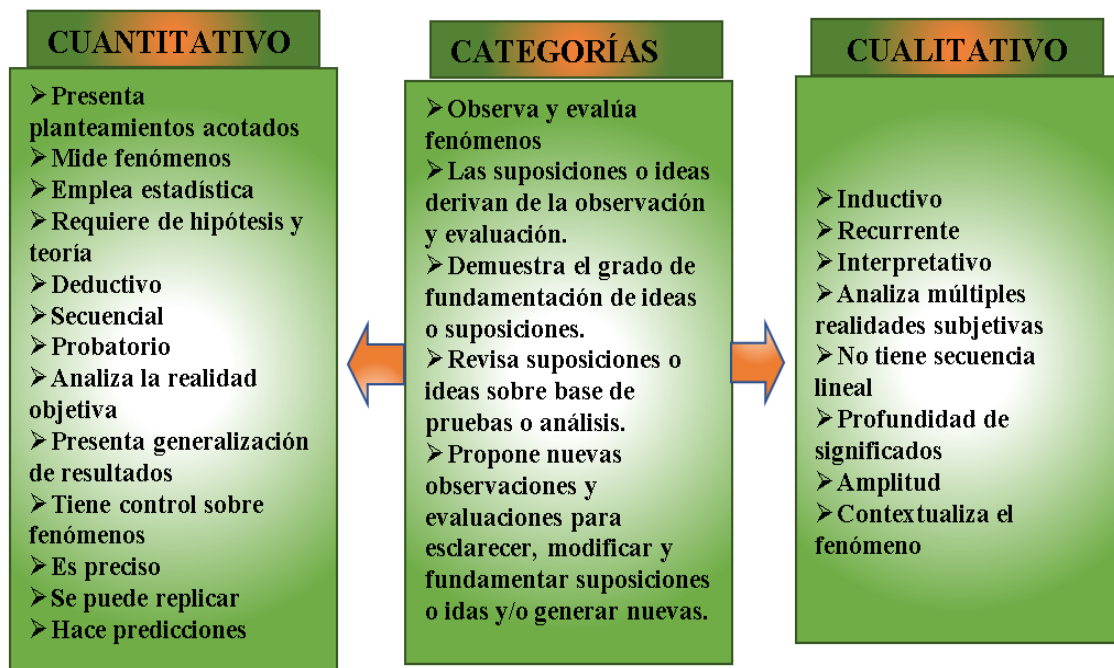 CUANTITATIVO
➢Presenta
planteamientos acotados
➢Mide fenómenos
➢Emplea estadística
➢Requiere de hipótesis y
teoría
➢Deductivo
➢Secuencial
➢Probatorio
➢Analiza la realidad
objetiva
➢Presenta generalización
de resultados
➢Tiene control sobre
fenómenos
➢Es preciso
➢Se puede replicar
➢Hace predicciones
CATEGORÍAS
➢Observa y evalúa
fenómenos
➢Las suposiciones o ideas
derivan de la observación
y evaluación.
➢Demuestra el grado de
fundamentación de ideas
o suposiciones.
➢Revisa suposiciones o
ideas sobre base de
pruebas o análisis.
➢Propone nuevas
observaciones y
evaluaciones para
esclarecer, modificar y
fundamentar suposiciones
o idas y/o generar nuevas.
CUALITATIVO
➢Inductivo
➢Recurrente
➢Interpretativo
➢Analiza múltiples
realidades subjetivas
➢No tiene secuencia
lineal
➢Profundidad de
significados
➢Amplitud
➢Contextualiza el
fenómeno